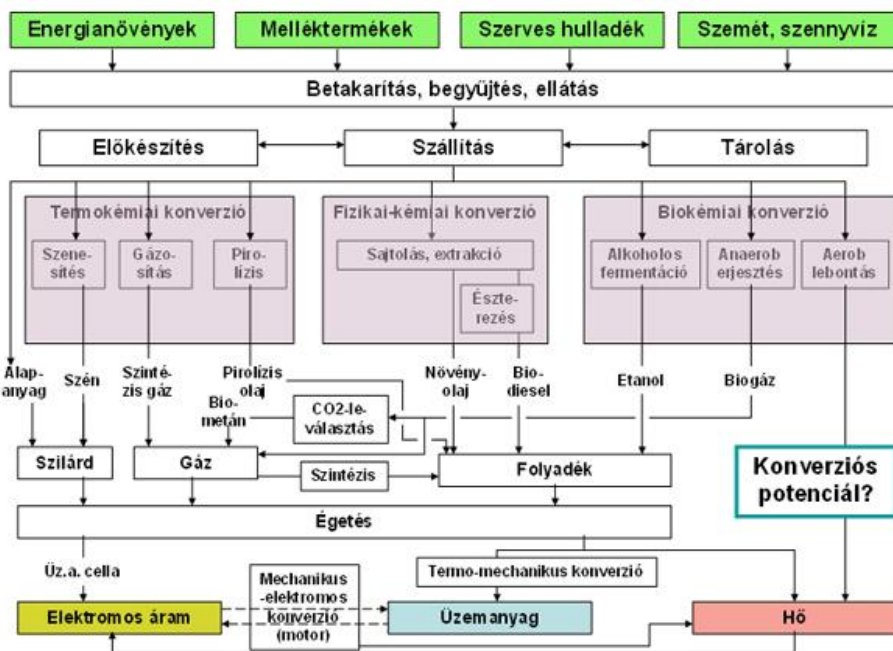 Energianövények
Melléktermékek
Szerves hulladék
Szemét, szennyvíz
Betakarítás, begyüjtés, ellátás
Előkészítés
Szállítás
Tárolás
Termokémiai konverzió
Fizikai-kémiai konverzió
Biokémiai konverzió
Szene-
sítés
Gázo-
sítás
Piro-
lízis
Sajtolás, extrakció
Észte-
rezés
Alkoholos
fermentáció
Anaerob
erjesztés
Aerob
lebontás
Alap-
anyag
Szén
Szinté-
zis gáz
Pirolízis
olaj
Bio-
metán
CO2-le-
választás
Növény-
olaj
Bio-
diesel
Etanol
Biogáz
Szilárd
Gáz
Szintézis
Folyadék
Konverziós
potenciál?
Égetés
Üz.a. cella
Mechanikus
-elektromos
konverzió
(motor)
Termo-mechanikus konverzió
Elektromos áram
Üzemanyag
Hő